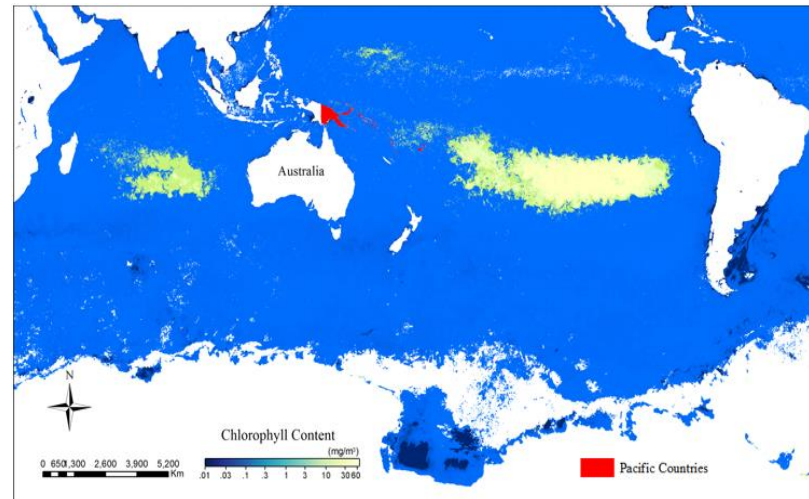 Australia
N
Chlorophyll Content
(mg/m³)
.01 .03 .1 .3 1 3 10 30 60
0 650 1,300 2,600 3,900 5,200
Km
Pacific Countries